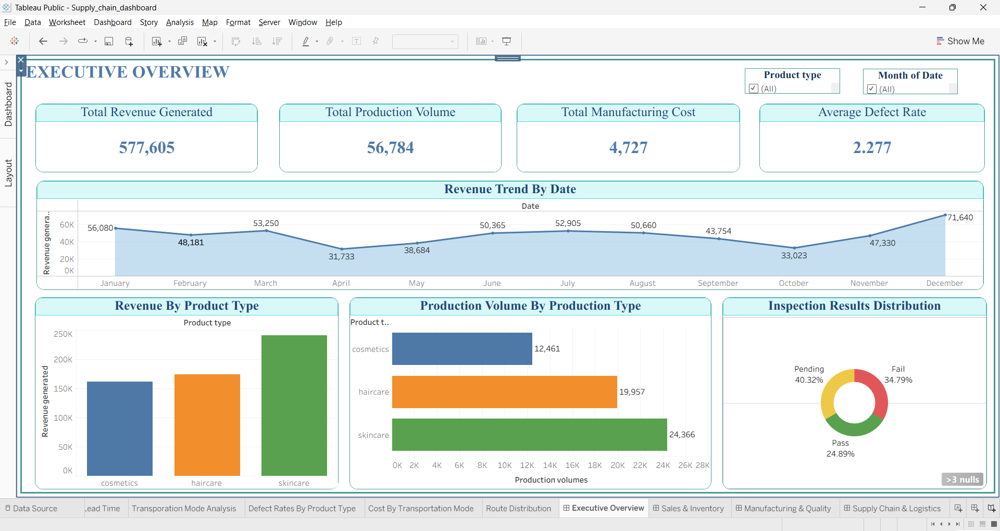 Tableau Public - Supply_chain_dashboard
File Data Worksheet Dashboard Story Analysis Map Format Server Window Help
Show Me
Dashboard
Layout
EXECUTIVE OVERVIEW
Product type
(All)
Month of Date
(All)
Total Revenue Generated
577,605
Total Production Volume
56,784
Total Manufacturing Cost
4,727
Average Defect Rate
2.277
Revenue Trend By Date
Date
Revenue genera..
60K
40K
20K
0K
56,080
48,181
53,250
31,733
38,684
50,365
52,905
50,660
43,754
33,023
47,330
71,640
January February March April May June July August September October November December
Revenue By Product Type
Product type
Revenue generated
250K
200K
150K
100K
50K
0K
cosmetics haircare skincare
Production Volume By Production Type
Product t..
cosmetics 12,461
haircare 19,957
skincare 24,366
0K 2K 4K 6K 8K 10K 12K 14K 16K 18K 20K 22K 24K 26K 28K
Production volumes
Inspection Results Distribution
Pending
40.32%
Fail
34.79%
Pass
24.89%
>3 nulls
Data Source Lead Time Transporation Mode Analysis Defect Rates By Product Type Cost By Transportation Mode Route Distribution Executive Overview Sales & Inventory Manufacturing & Quality Supply Chain & Logistics